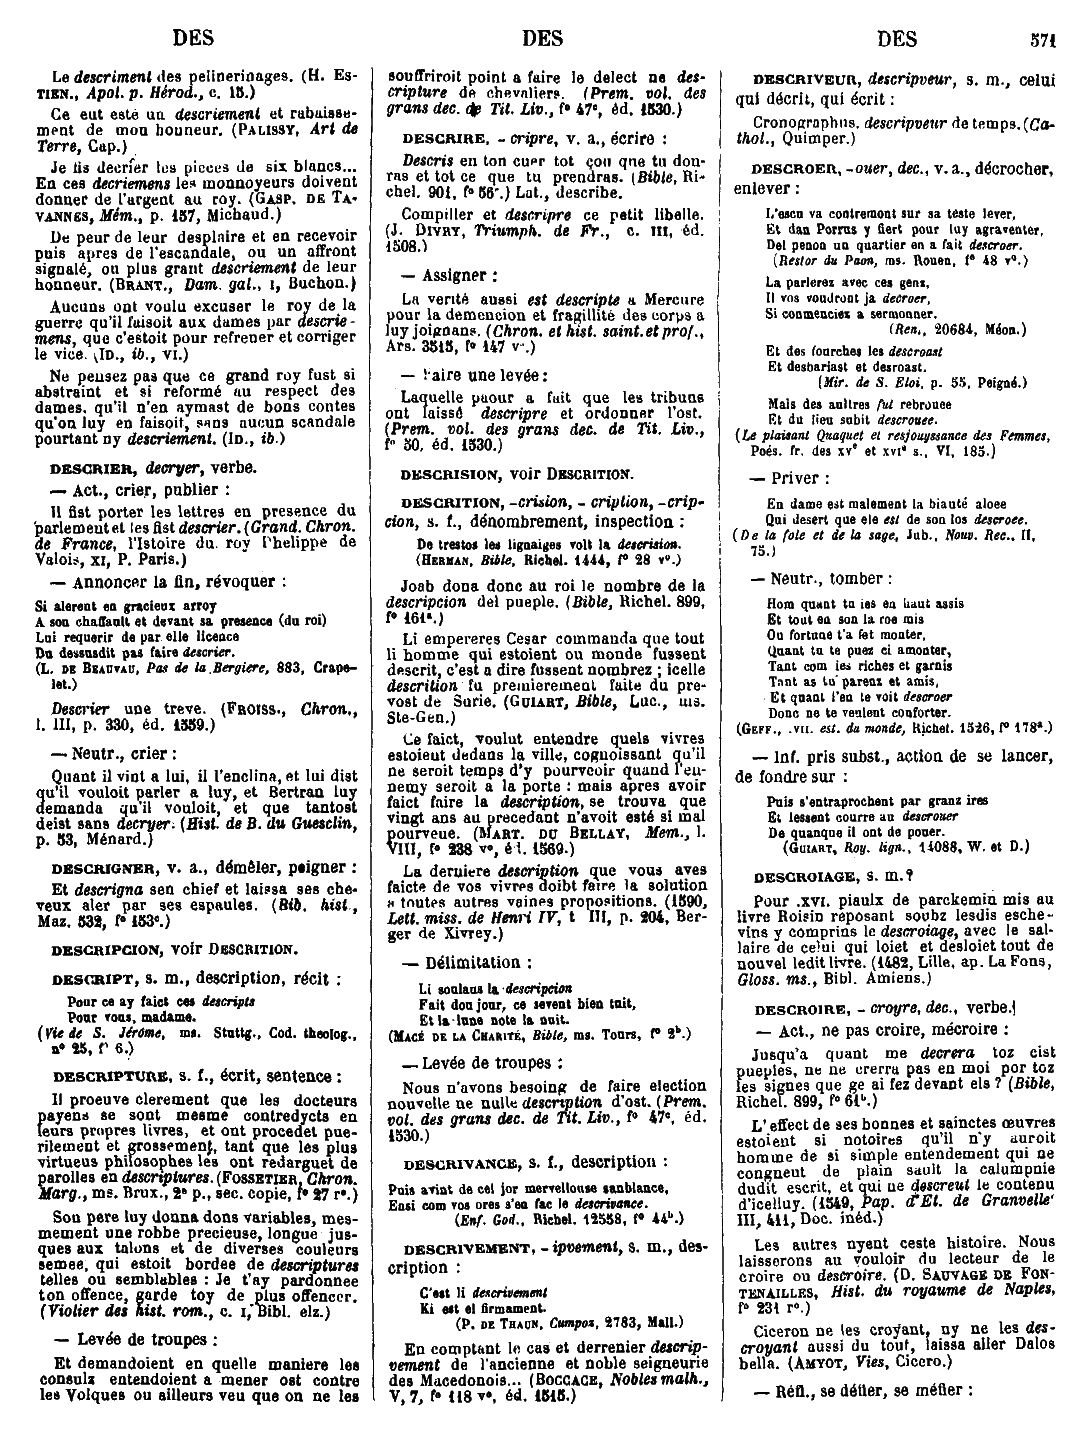 DES
DES
DES
571
Le descriment des pelinerinages. (H. Es-
TIEN., Apol. p. Hérod., c. 15.)
Ce eut esté un descriement et rabaisse-
ment de mon honneur. (PALISSY, Art de
Terre, Cap.)
Je fis decrier les pieces de six blancs...
En ces decriemens les monnoyeurs doivent
donner de l'argent au roy. (GASP. DE TA-
VANNES, Mém., p. 157, Michaud.)
De peur de leur desplaire et en recevoir
puis apres de l'escandale, ou un affront
signalé, ou plus grant descriement de leur
honneur. (BRANT., Dam. gal., I, Buchon.)
Aucuns ont voulu excuser le roy de la
guerre qu'il faisoit aux dames par descrie-
mens, que c'estoit pour refrener et corriger
le vice. (ID., ib., VI.)
Ne pensez pas que ce grand roy fust si
abstraint et si reformé au respect des
dames, qu'il n'en aymast de bons contes
qu'on luy en faisoit, sans aucun scandale
pourtant ny descriement. (ID., ib.)
DESCRIER, decryer, verbe.
— Act., crier, publier :
Il fist porter les lettres en presence du
parlement et les fist descrier. (Grand. Chron.
de France, l'Istoire du roy Phelippe de
Valois, XI, P. Paris.)
— Annoncer la fin, révoquer :
Si alerent en gracieux arroy
A son chaffault et devant sa presence (du roi)
Lui requerir de par elle licence
Du dessusdit pas faire descrier.
(L. DE BEAUVAU, Pas de la Bergiere, 883, Crape-
let.)
Descrier une treve. (FROISS., Chron.,
l. III, p. 330, éd. 1559.)
— Neutr., crier :
Quant il vint a lui, il l'enclina, et lui dist
qu'il vouloit parler a luy, et Bertran luy
demanda qu'il vouloit, et que tantost
deist sans decryer. (Hist. de B. du Guesclin,
p. 53, Ménard.)
DESCRIGNER, v. a., démêler, peigner :
Et descrigna sen chief et laissa ses che-
veux aler par ses espaules. (Bib. hist.,
Maz. 532, f° 153c.)
DESCRIPCION, voir DESCRITION.
DESCRIPT, s. m., description, récit :
Pour ce ay faict ces descripts
Pour vous, madame.
(Vie de S. Jérôme, ms. Stuttg., Cod. theolog.,
n° 25, f° 6.)
DESCRIPTURE, s. f., écrit, sentence :
Il proeuve clerement que les docteurs
payens se sont mesme contredycts en
leurs propres livres, et ont procedet pue-
rilement et grossement, tant que les plus
virtueus philosophes les ont redarguet de
parolles en descriptures. (FOSSETIER, Chron.
Marg., ms. Brux., 2e p., sec. copie, f° 27 r°.)
Son pere luy donna dons variables, mes-
mement une robbe precieuse, longue jus-
ques aux talons et de diverses couleurs
semee, qui estoit bordee de descriptures
telles ou semblables : Je t'ay pardonnee
ton offence, garde toy de plus offencer.
(Violier des hist. rom., c. I, Bibl. elz.)
— Levée de troupes :
Et demandoient en quelle maniere les
consulz entendoient a mener ost contre
les Volques ou ailleurs veu que on ne les
souffriroit point a faire le delect ne des-
cripture de chevaliers. (Prem. vol. des
grans dec. de Tit. Liv., f° 47c, éd. 1530.)
DESCRIRE, - cripre, v. a., écrire :
Descris en ton cuer tot çou que tu don-
ras et tot ce que tu prendras. (Bible, Ri-
chel. 901, f° 56.) Lat., describe.
Compiller et descripre ce petit libelle.
(J. DIVRY, Triumph. de Fr., c. III, éd.
1508.)
— Assigner :
La verité aussi est descripte a Mercure
pour la demencion et fragillité des corps a
luy joignans. (Chron. et hist. saint. et prof.,
Ars. 3515, f° 147 v°.)
— Faire une levée :
Laquelle paour a fait que les tribuns
ont laissé descripre et ordonner l'ost.
(Prem. vol. des grans dec. de Tit. Liv.,
f° 50, éd. 1530.)
DESCRISION, voir DESCRITION.
DESCRITION, -crision, - cription, -crip-
cion, s. f., dénombrement, inspection :
De trestos les lignaiges volt la descrision.
(HERMAN, Bible, Richel. 1444, f° 28 v°.)
Joab dona donc au roi le nombre de la
descripcion del pueple. (Bible, Richel. 899,
f° 161a.)
Li empereres Cesar commanda que tout
li homme qui estoient ou monde fussent
descrit, c'est a dire fussent nombrez ; icelle
descrition fu premierement faite du pre-
vost de Surie. (GUIART, Bible, Luc., ms.
Ste-Gen.)
Ce faict, voulut entendre quels vivres
estoient dedans la ville, cognoissant qu'il
ne seroit temps d'y pourveoir quand l'en-
nemy seroit a la porte : mais apres avoir
faict faire la description, se trouva que
vingt ans au precedant n'avoit esté si mal
pourveue. (MART. DU BELLAY, Mem., l.
VIII, f° 238 v°, éd. 1569.)
La derniere description que vous aves
faicte de vos vivres doibt faire la solution
a toutes autres vaines propositions. (1590,
Lett. miss. de Henri IV, t III, p. 204, Ber-
ger de Xivrey.)
— Délimitation :
Li soulaus la descripcion
Fait dou jour, ce sevent bien tuit,
Et la lune note la nuit.
(MACÉ DE LA CHARITÉ, Bible, ms. Tours, f° 2b.)
— Levée de troupes :
Nous n'avons besoing de faire election
nouvelle ne nulle description d'ost. (Prem.
vol. des grans dec. de Tit. Liv., f° 47c, éd.
1530.)
DESCRIVANCE, s. f., description :
Puis avint de cel jor mervellouse sanblance,
Ensi com vos ores s'en fac le descrivance.
(Enf. God., Richel. 12558, f° 44b.)
DESCRIVEMENT, - ipvement, s. m., des-
cription :
C'est li descrivement
Ki est el firmament.
(P. DE THAUN, Cumpoz, 2783, Mall.)
En comptant le cas et derrenier descrip-
vement de l'ancienne et noble seigneurie
des Macedonois... (BOCCACE, Nobles malh.,
V, 7, f° 118 v°, éd. 1515.)
DESCRIVEUR, descripveur, s. m., celui
qui décrit, qui écrit :
Cronographus. descripveur de temps. (Ca-
thol., Quimper.)
DESCROER, -ouer, dec., v. a., décrocher,
enlever :
L'escu va contremont sur sa teste lever,
Et dan Porrus y fiert pour luy agraventer,
Del penon un quartier en a fait descroer.
(Restor du Paon, ms. Rouen, f° 48 v°.)
La parlerez avec ces gens,
Il vos voudront ja decroer,
Si conmenciez a sermonner.
(Ren., 20684, Méon.)
Et des fourches les descroast
Et desbarlast et desroast.
(Mir. de S. Eloi, p. 55, Peigné.)
Mais des aultres ful rebrouee
Et du lieu subit descrouee.
(Le plaisant Quaquet et resjouyssance des Femmes,
Poés. fr. des XVe et XVIe s., VI, 185.)
— Priver :
En dame est malement la biauté aloee
Qui desert que ele est de son los descroee.
(De la fole et de la sage, Jub., Nouv. Rec., II,
75.)
— Neutr., tomber :
Hom quant tu ies en haut assis
Et tout en son la roe mis
Ou fortune t'a fet monter,
Quant tu te puez ci amonter,
Tant com ies riches et garnis
Tant as tu parenz et amis,
Et quant l'en te voit descroer
Donc ne te veulent conforter.
(GEFF., .VII. est. du monde, Richel. 1526, f° 178a.)
— Inf. pris subst., action de se lancer,
de fondre sur :
Puis s'entraprochent par granz ires
Et lessent courre au descrouer
De quanque il ont de pouer.
(GUIART, Roy. lign., 14088, W. et D.)
DESCROIAGE, s. m.?
Pour .XVI. piaulx de parckemin mis au
livre Roisin reposant soubz lesdis esche-
vins y comprins le descroiage, avec le sal-
laire de celui qui loiet et desloiet tout de
nouvel ledit livre. (1482, Lille, ap. La Fons,
Gloss. ms., Bibl. Amiens.)
DESCROIRE, - croyre, dec., verbe.
— Act., ne pas croire, mécroire :
Jusqu'a quant me decrera toz cist
pueples, ne ne crerra pas en moi por toz
les signes que ge ai fez devant els ? (Bible,
Richel. 899, f° 61b.)
L'effect de ses bonnes et sainctes œuvres
estoient si notoires qu'il n'y auroit
homme de si simple entendement qui ne
congneut de plain sault la calumpnie
dudit escrit, et qui ne descreut le contenu
d'icelluy. (1549, Pap. d'Et. de Granvelle
III, 411, Doc. inéd.)
Les autres nyent ceste histoire. Nous
laisserons au vouloir du lecteur de le
croire ou descroire. (D. SAUVAGE DE FON-
TENAILLES, Hist. du royaume de Naples,
f° 231 r°.)
Ciceron ne les croyant, ny ne les des-
croyant aussi du tout, laissa aller Dalos
bella. (AMYOT, Vies, Cicero.)
— Réfl., se défier, se méfier :